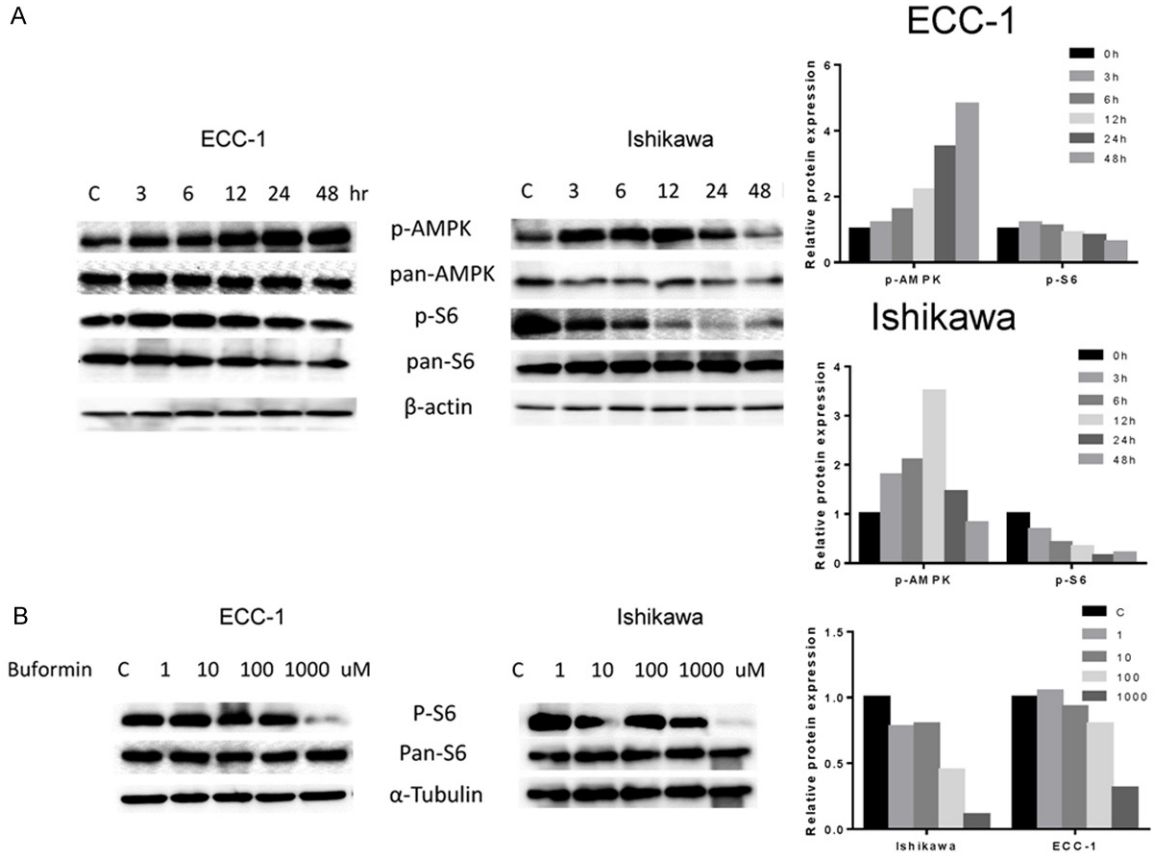 A
ECC-1
Ishikawa
C 3 6 12 24 48 hr
C 3 6 12 24 48
p-AMPK
pan-AMPK
p-S6
pan-S6
β-actin
ECC-1
Relative protein expression
6
4
2
0
0h
3h
6h
12h
24h
48h
p-AMPK p-S6
Ishikawa
Relative protein expression
4
3
2
1
0
0h
3h
6h
12h
24h
48h
p-AMPK p-S6
B
ECC-1
Ishikawa
Buformin C 1 10 100 1000 uM
C 1 10 100 1000 uM
P-S6
Pan-S6
α-Tubulin
Relative protein expression
1.5
1.0
0.5
0.0
C
1
10
100
1000
Ishikawa ECC-1